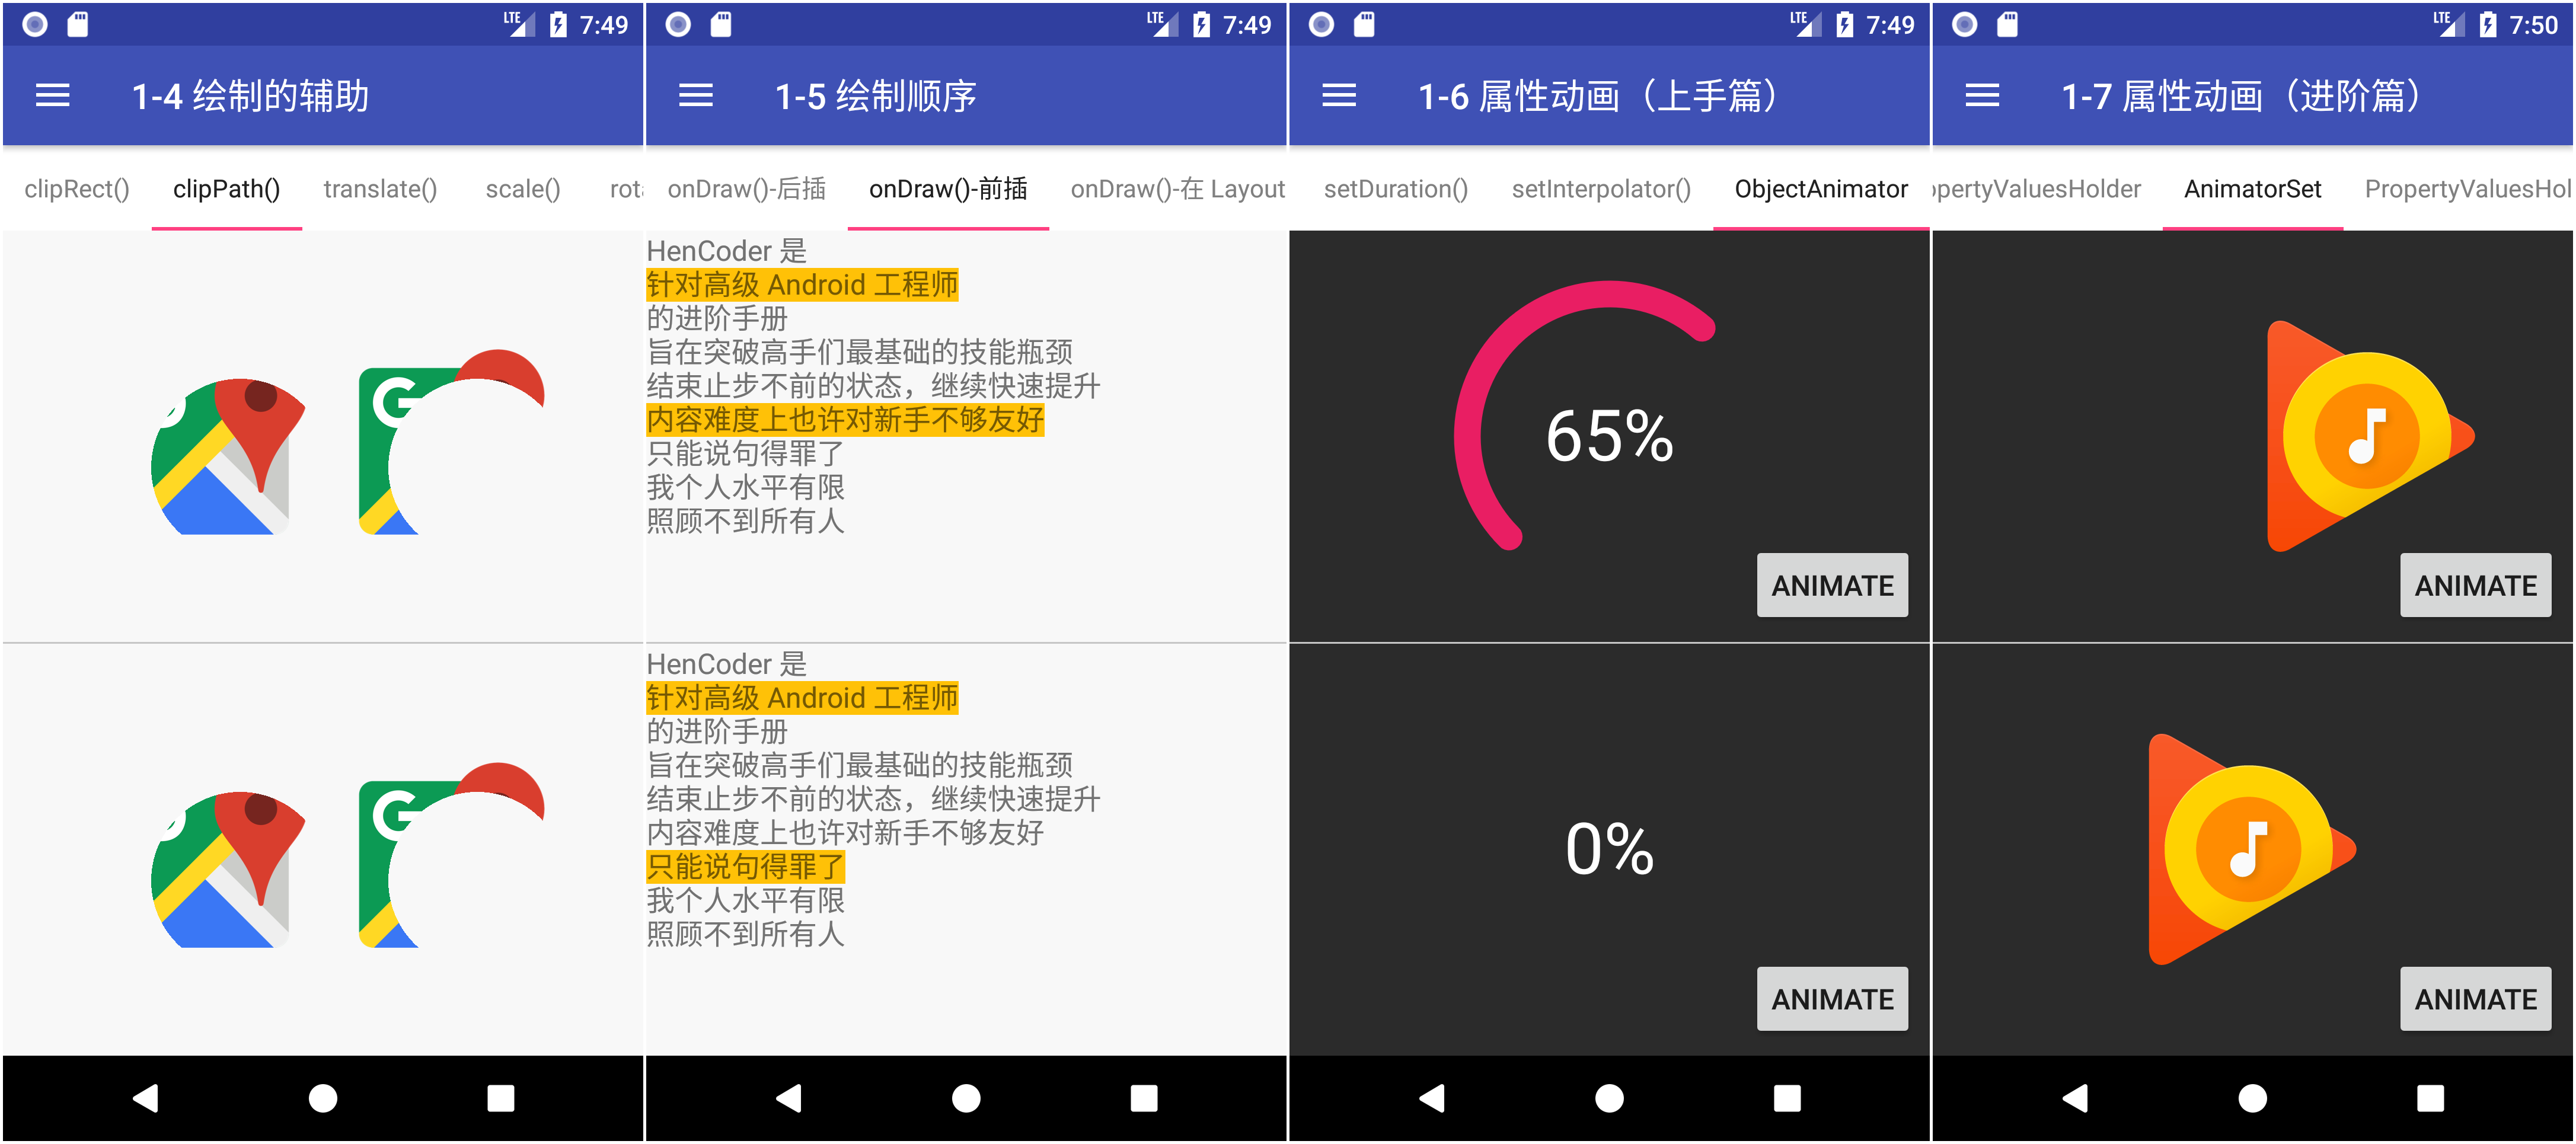 LTE 7:49
1-4 绘制的辅助
clipRect() clipPath() translate() scale() rot
HenCoder 是
LTE 7:49
1-5 绘制顺序
onDraw()-后插 onDraw()-前插 onDraw()-在 Layout
HenCoder 是
针对高级 Android 工程师
的进阶手册
旨在突破高手们最基础的技能瓶颈
结束止步不前的状态，继续快速提升
内容难度上也许对新手不够友好
只能说句得罪了
我个人水平有限
照顾不到所有人
HenCoder 是
针对高级 Android 工程师
的进阶手册
旨在突破高手们最基础的技能瓶颈
结束止步不前的状态，继续快速提升
内容难度上也许对新手不够友好
只能说句得罪了
我个人水平有限
照顾不到所有人
LTE 7:49
1-6 属性动画（上手篇）
setDuration() setInterpolator() ObjectAnimator
65%
ANIMATE
0%
ANIMATE
LTE 7:50
1-7 属性动画（进阶篇）
pertyValuesHolder AnimatorSet PropertyValuesHol
ANIMATE
ANIMATE